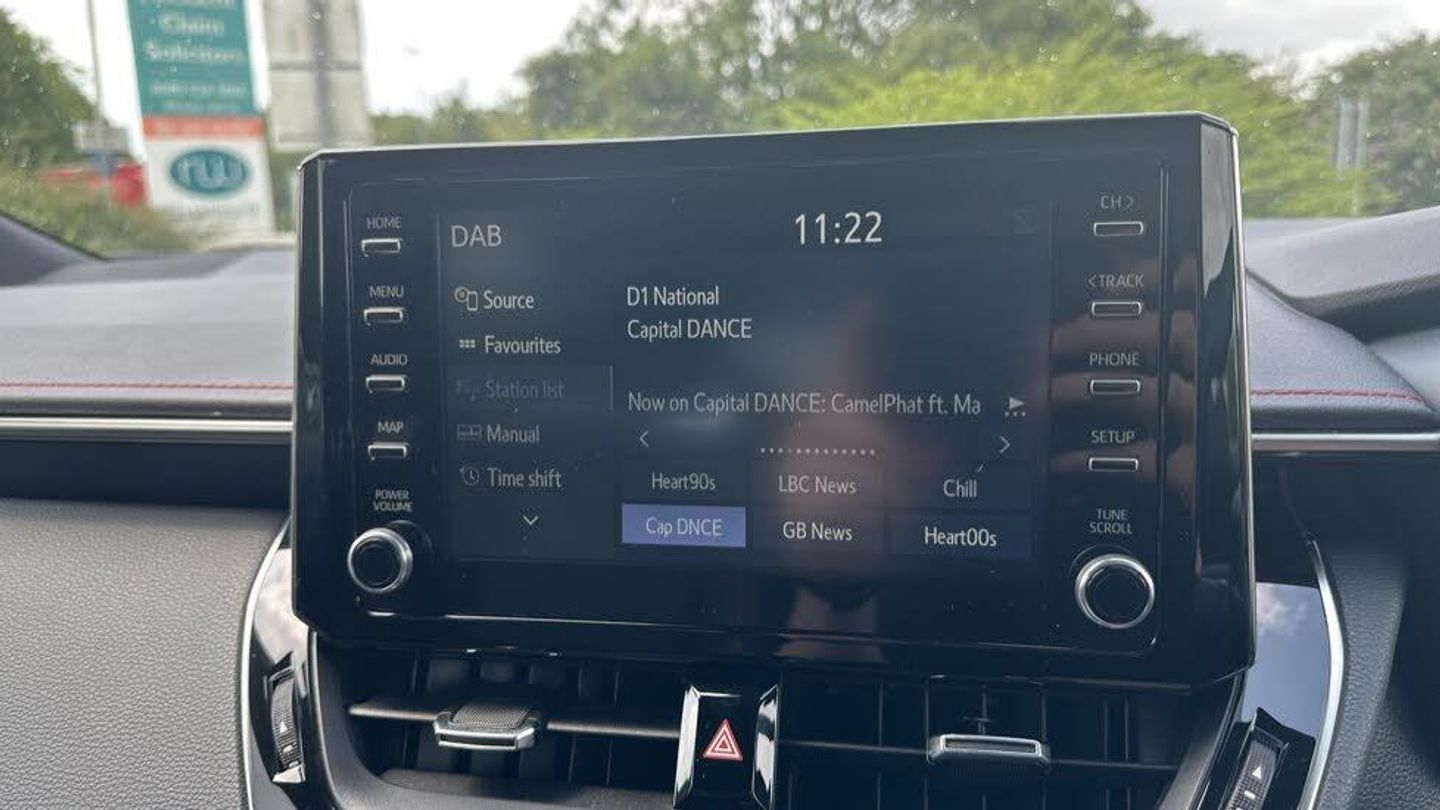 Claim
Solicitors
HOME
MENU
AUDIO
MAP
POWER
VOLUME
DAB
11:22
Source
Favourites
Station list
Manual
Time shift
D1 National
Capital DANCE
Now on Capital DANCE: CamelPhat ft. Ma
Heart90s
LBC News
Chill
Cap DNCE
GB News
Heart00s
CH >
< TRACK
PHONE
SETUP
TUNE
SCROLL